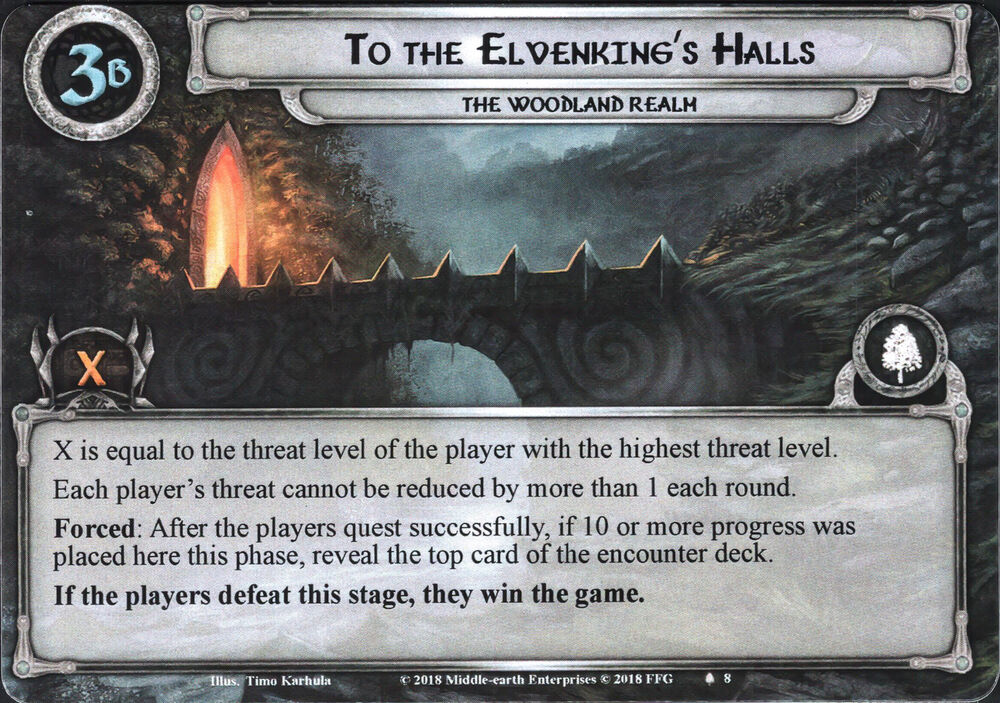 3B
To the Elvenking's Halls
The Woodland Realm
X
X is equal to the threat level of the player with the highest threat level.
Each player's threat cannot be reduced by more than 1 each round.
Forced: After the players quest successfully, if 10 or more progress was
placed here this phase, reveal the top card of the encounter deck.
If the players defeat this stage, they win the game.
Illus. Timo Karhula © 2018 Middle-earth Enterprises © 2018 FFG 8